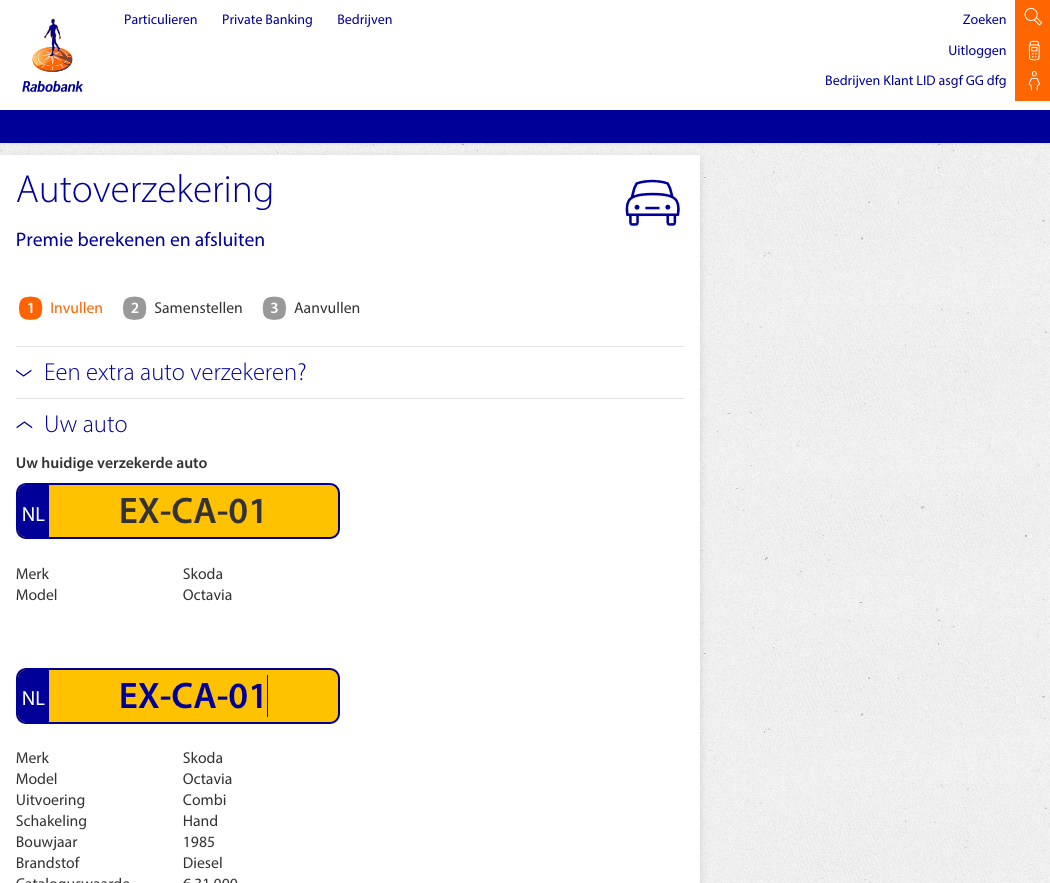 Particulieren Private Banking Bedrijven
Zoeken
Uitloggen
Bedrijven Klant LID asgf GG dfg
Rabobank
Autoverzekering
Premie berekenen en afsluiten
1 Invullen 2 Samenstellen 3 Aanvullen
Een extra auto verzekeren?
Uw auto
Uw huidige verzekerde auto
NL EX-CA-01
Merk Skoda
Model Octavia
NL EX-CA-01
Merk Skoda
Model Octavia
Uitvoering Combi
Schakeling Hand
Bouwjaar 1985
Brandstof Diesel
Cataloguswaarde € 31.000